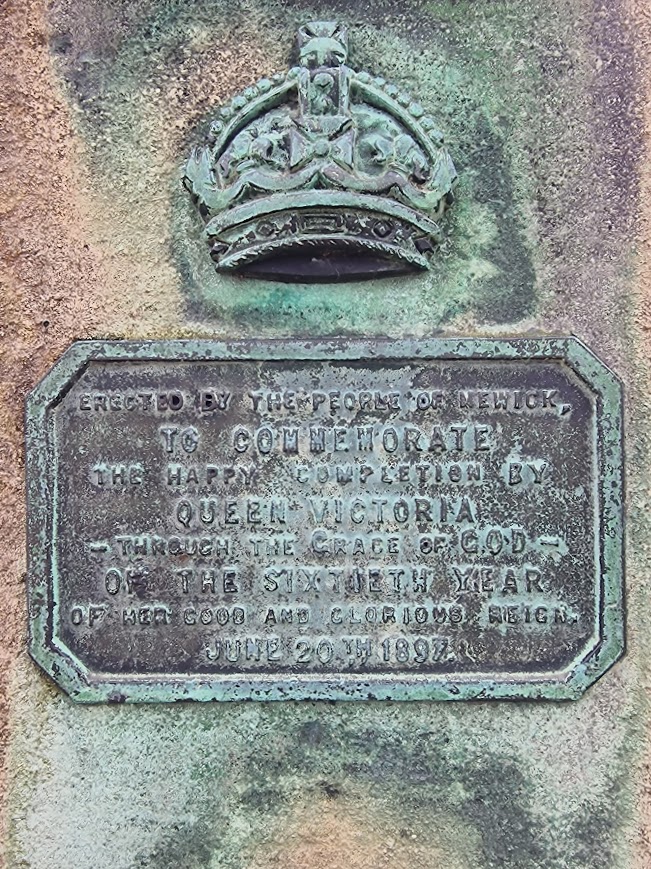 ERECTED BY THE PEOPLE OF NEWICK,
TO COMMEMORATE
THE HAPPY COMPLETION BY
QUEEN VICTORIA
— THROUGH THE GRACE OF GOD —
OF THE SIXTIETH YEAR
OF HER GOOD AND GLORIOUS REIGN.
JUNE 20TH 1897.